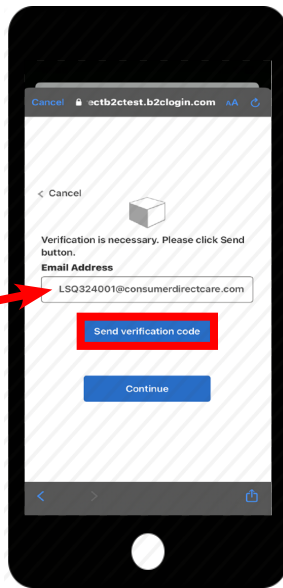 Cancel ectb2ctest.b2clogin.com AA
< Cancel
Verification is necessary. Please click Send
button.
Email Address
LSQ324001@consumerdirectcare.com
Send verification code
Continue